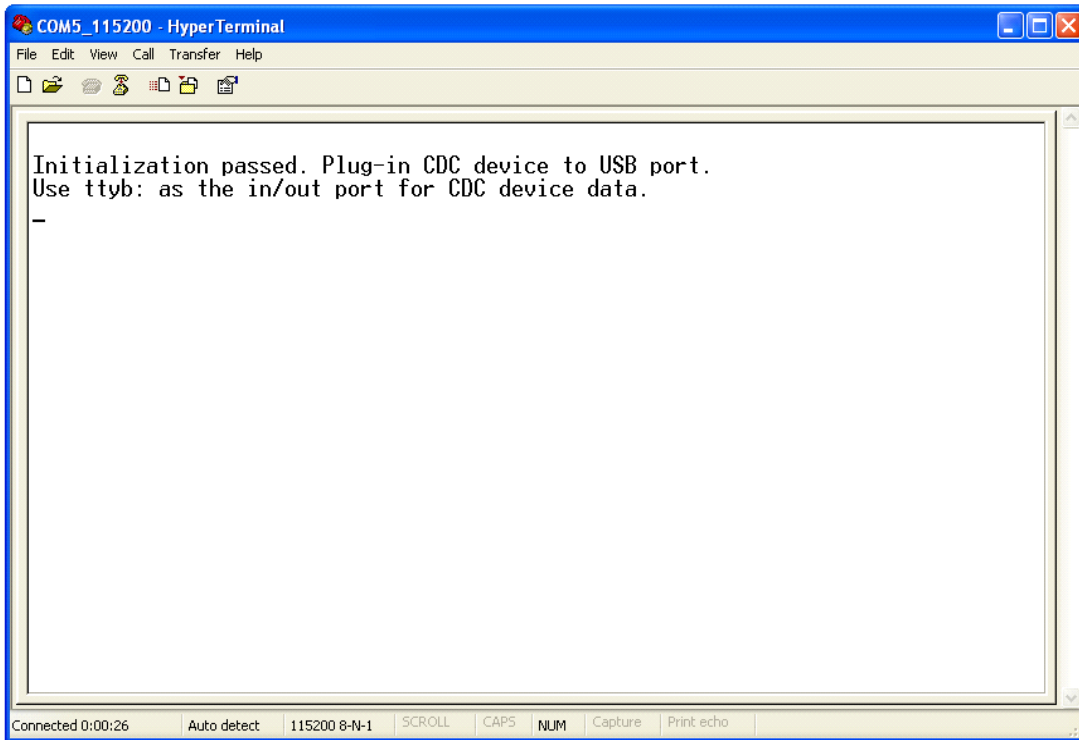 COM5_115200 - HyperTerminal
File Edit View Call Transfer Help
Initialization passed. Plug-in CDC device to USB port.
Use ttyb: as the in/out port for CDC device data.
_
Connected 0:00:26 Auto detect 115200 8-N-1 SCROLL CAPS NUM Capture Print echo